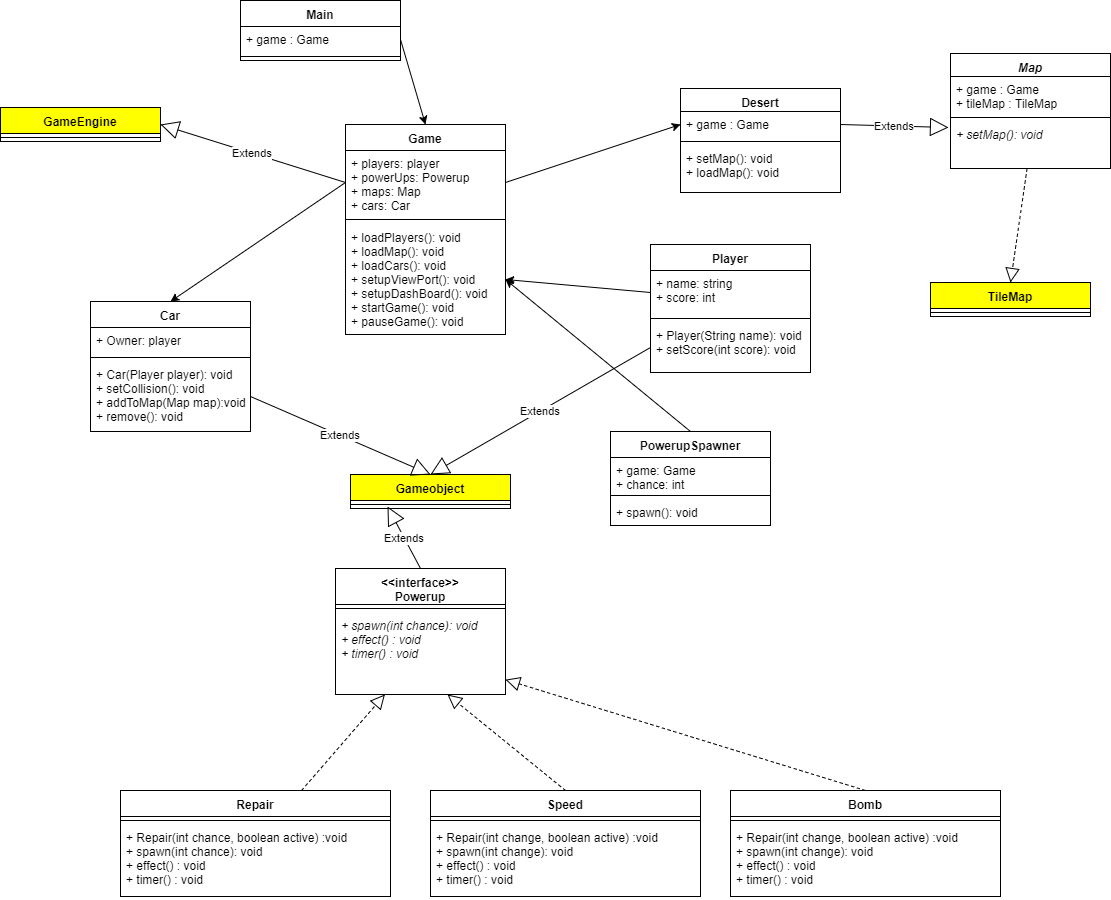 Main
+ game : Game
GameEngine
Extends
Game
+ players: player
+ powerUps: Powerup
+ maps: Map
+ cars: Car
+ loadPlayers(): void
+ loadMap(): void
+ loadCars(): void
+ setupViewPort(): void
+ setupDashBoard(): void
+ startGame(): void
+ pauseGame(): void
Desert
+ game : Game
+ setMap(): void
+ loadMap(): void
Extends
Map
+ game : Game
+ tileMap : TileMap
+ setMap(): void
TileMap
Player
+ name: string
+ score: int
+ Player(String name): void
+ setScore(int score): void
Car
+ Owner: player
+ Car(Player player): void
+ setCollision(): void
+ addToMap(Map map):void
+ remove(): void
Extends
Extends
PowerupSpawner
+ game: Game
+ chance: int
+ spawn(): void
Gameobject
Extends
<<interface>>
Powerup
+ spawn(int chance): void
+ effect() : void
+ timer() : void
Repair
+ Repair(int chance, boolean active) :void
+ spawn(int chance): void
+ effect() : void
+ timer() : void
Speed
+ Repair(int change, boolean active) :void
+ spawn(int change): void
+ effect() : void
+ timer() : void
Bomb
+ Repair(int change, boolean active) :void
+ spawn(int change): void
+ effect() : void
+ timer() : void